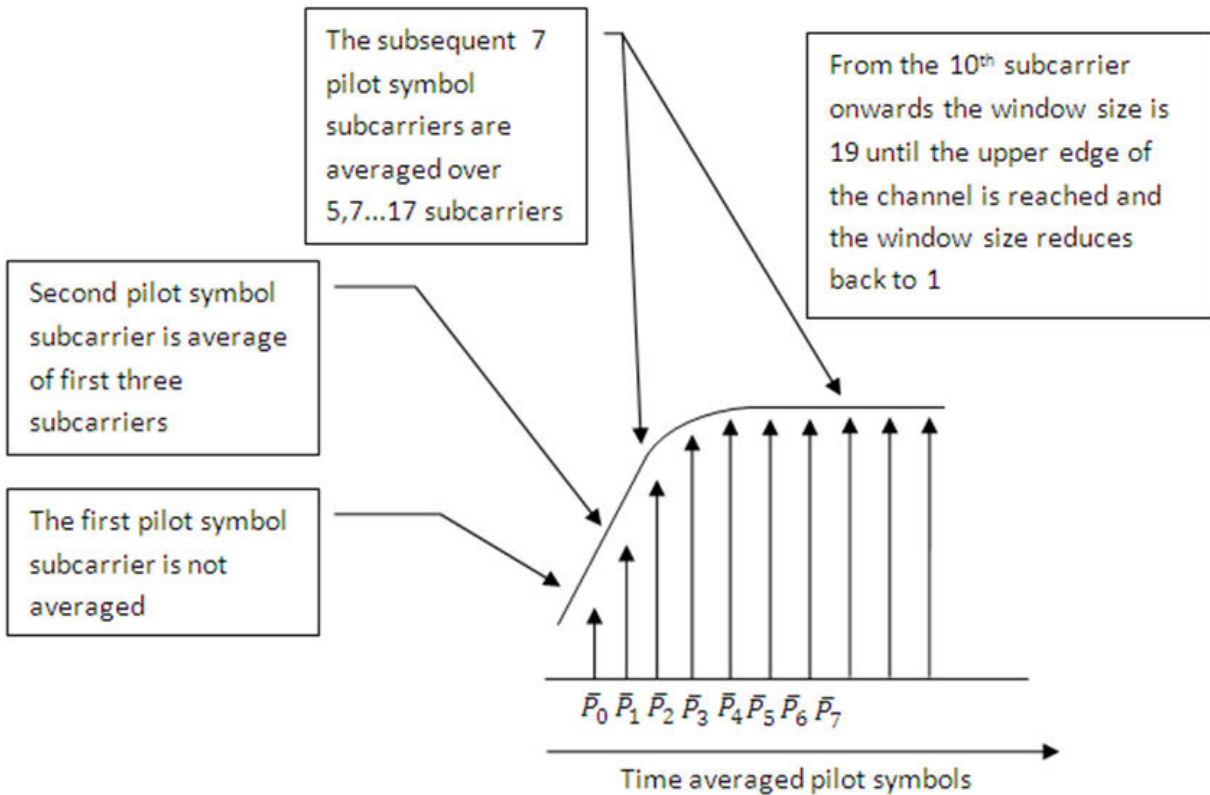 The subsequent 7
pilot symbol
subcarriers are
averaged over
5,7...17 subcarriers
From the 10th subcarrier
onwards the window size is
19 until the upper edge of
the channel is reached and
the window size reduces
back to 1
Second pilot symbol
subcarrier is average
of first three
subcarriers
The first pilot symbol
subcarrier is not
averaged
P̄₀ P̄₁ P̄₂ P̄₃ P̄₄ P̄₅ P̄₆ P̄₇
Time averaged pilot symbols